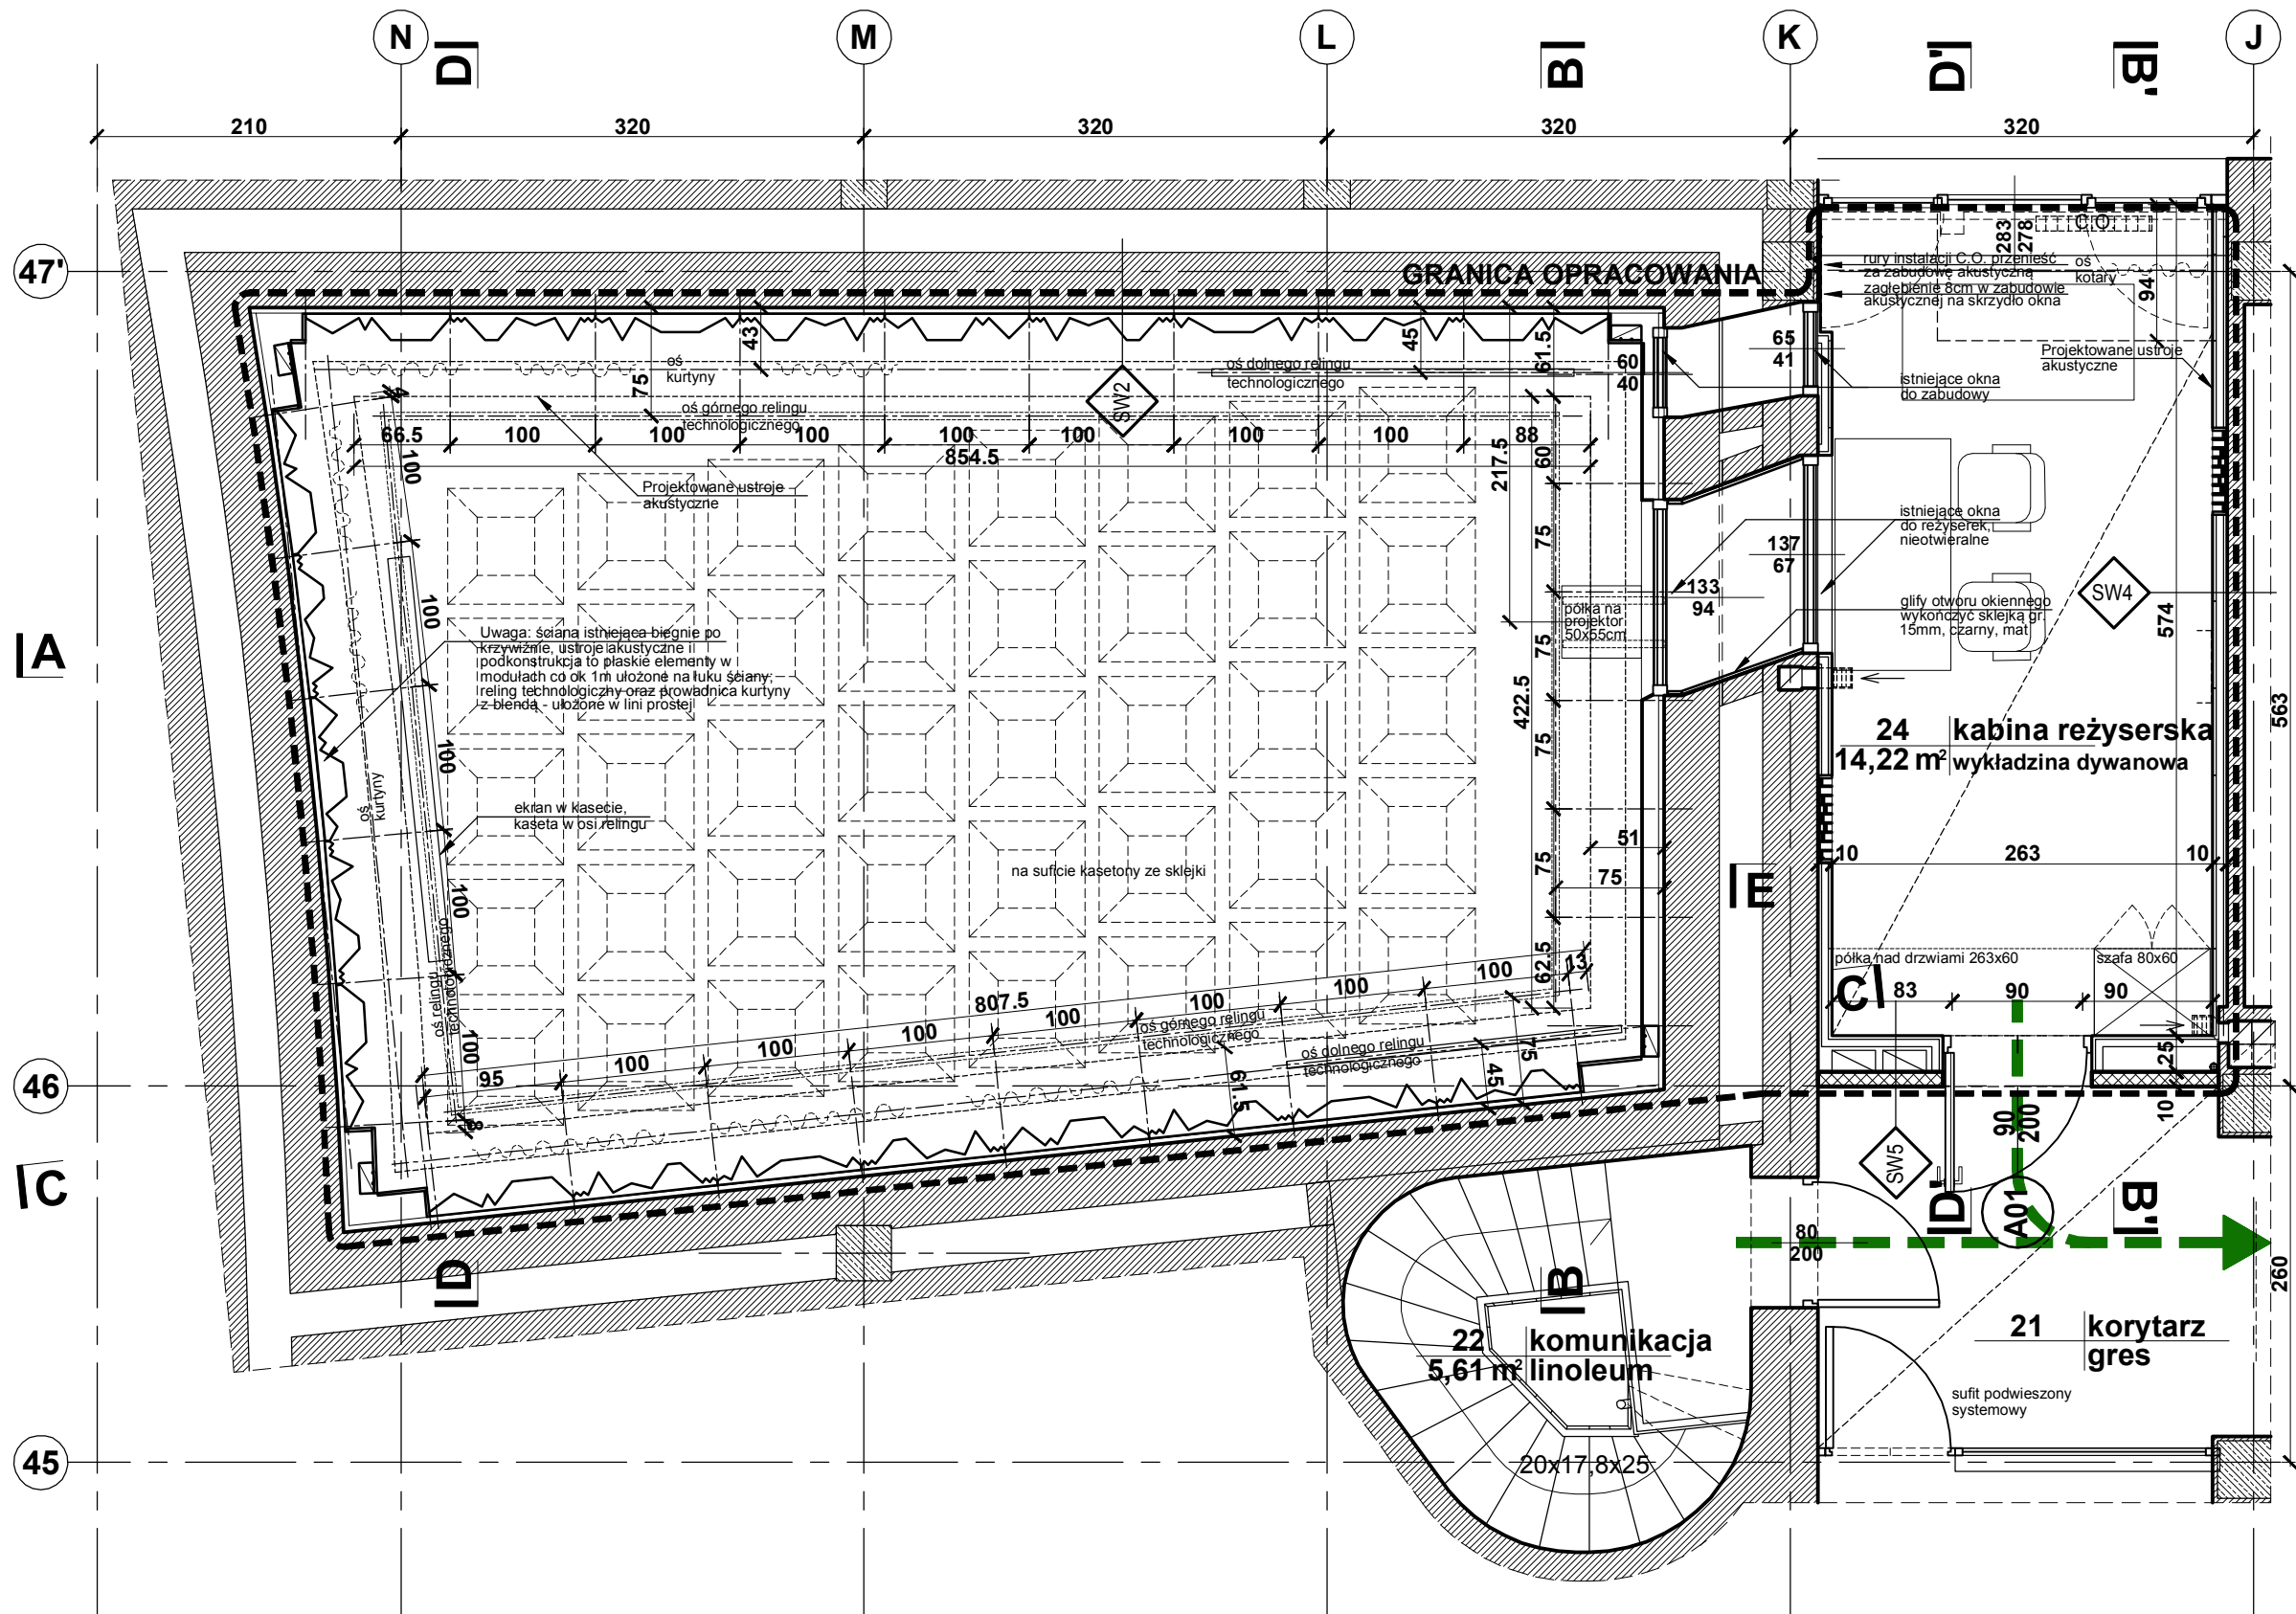 N
M
L
K
J
D
B
D'
B'
210
320
320
320
320
47'
GRANICA OPRACOWANIA
C.O.
283
278
94
rury instalacji C.O. przenieść
za zabudowę akustyczną
zagłębienie 8cm w zabudowie
akustycznej na skrzydło okna
oś
kotary
Projektowane ustroje
akustyczne
43
75
oś
kurtyny
45
oś dolnego relingu
technologicznego
61.5
60
40
65
41
istniejące okna
do zabudowy
SW2
4
oś górnego relingu
technologicznego
66.5
100
100
100
100
100
100
100
88
854.5
100
217.5
60
Projektowane ustroje
akustyczne
istniejące okna
do reżyserek,
nieotwieralne
75
137
67
133
94
SW4
574
563
glify otworu okiennego
wykończyć sklejką gr.
15mm, czarny, mat
półka na
projektor
50x55cm
A
100
Uwaga: ściana istniejąca biegnie po
krzywiźnie, ustroje akustyczne i
podkonstrukcja to płaskie elementy w
modułach co ok 1m ułożone na łuku ściany;
reling technologiczny oraz prowadnica kurtyny
z blendą - ułożone w lini prostej
75
422.5
75
24
kabina reżyserska
14,22 m²
wykładzina dywanowa
100
oś
kurtyny
ekran w kasecie,
kaseta w osi relingu
51
75
75
10
263
10
na suficie kasetony ze sklejki
E
100
oś relingu
technologicznego
62.5
13
półka nad drzwiami 263x60
szafa 80x60
C
83
90
90
100
807.5
100
100
100
100
100
100
100
95
oś górnego relingu
technologicznego
oś dolnego relingu
technologicznego
75
45
61.5
8
25
10
46
90
200
SW5
A01
C
D'
B'
80
200
260
D
B
22
komunikacja
5,61 m²
linoleum
21
korytarz
gres
sufit podwieszony
systemowy
45
20x17,8x25